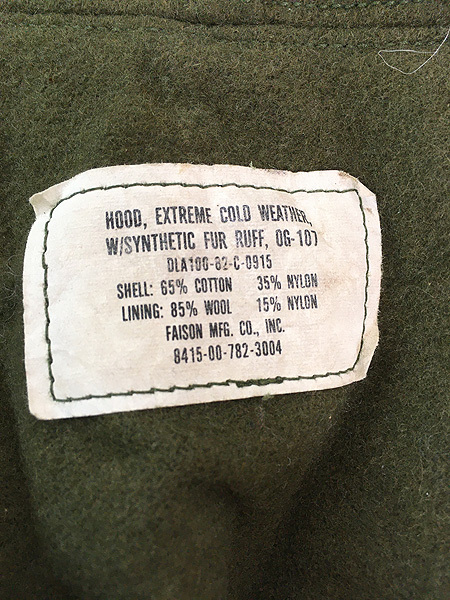 HOOD, EXTREME COLD WEATHER,
W/SYNTHETIC FUR RUFF, OG-107
DLA100-82-C-0915
SHELL: 65% COTTON 35% NYLON
LINING: 85% WOOL 15% NYLON
FAISON MFG. CO., INC.
8415-00-782-3004